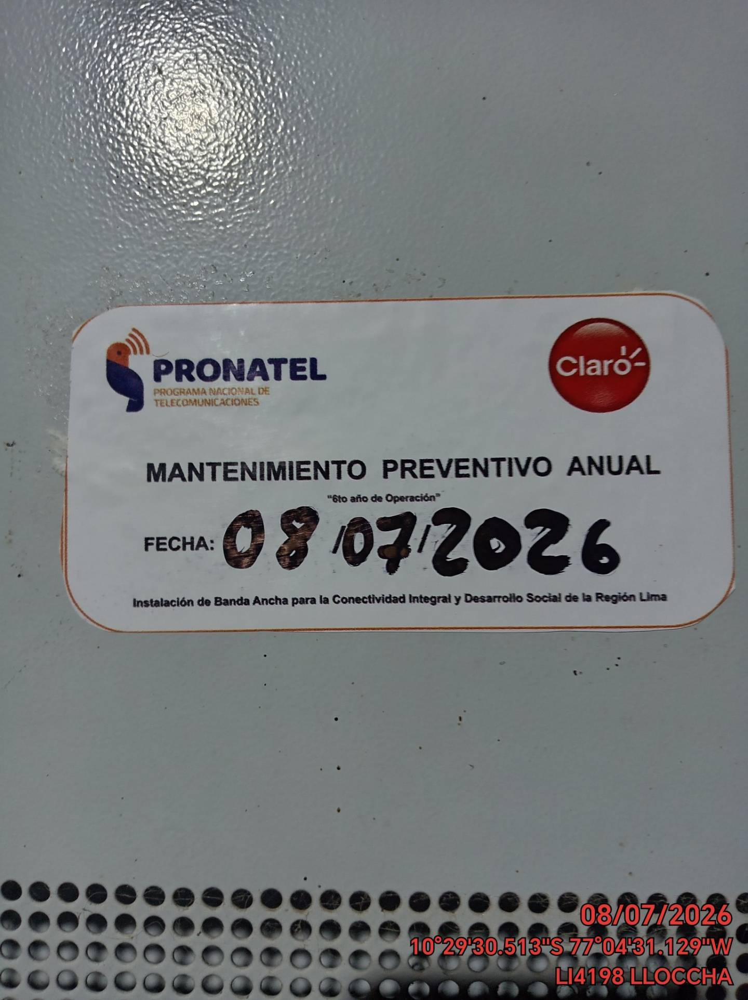 PRONATEL
PROGRAMA NACIONAL DE
TELECOMUNICACIONES
Claro
MANTENIMIENTO PREVENTIVO ANUAL
"6to año de Operación"
FECHA: 08/07/2026
Instalación de Banda Ancha para la Conectividad Integral y Desarrollo Social de la Región Lima
08/07/2026
10°29'30.513"S 77°04'31.129"W
LI4198 LLOCCHA